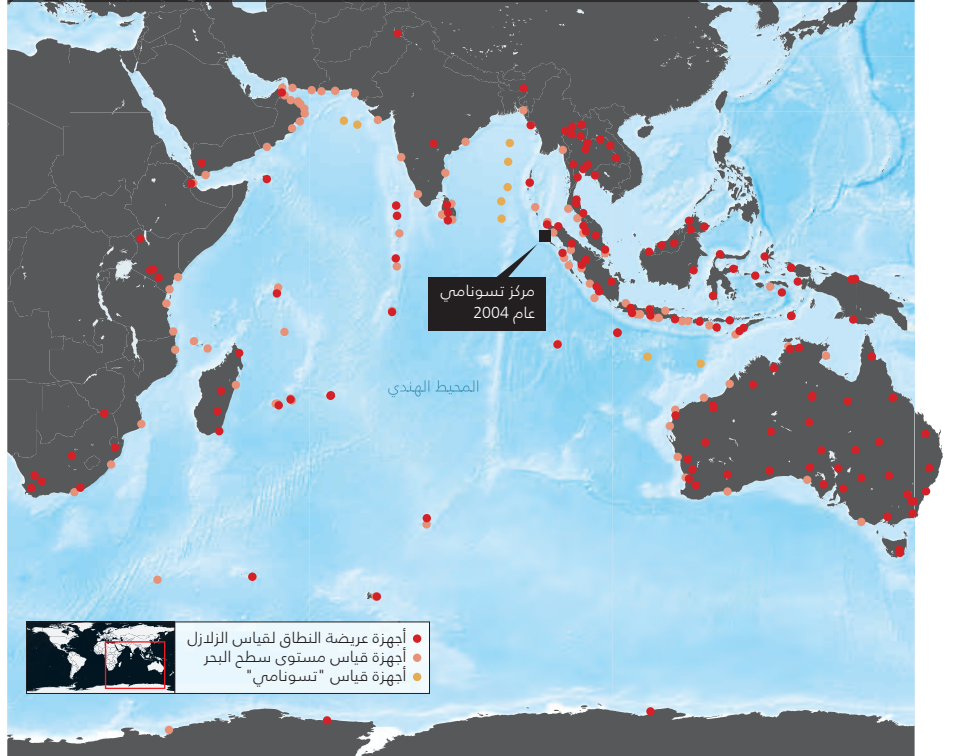 مركز تسونامي
عام 2004
المحيط الهندي
أجهزة عريضة النطاق لقياس الزلازل
أجهزة قياس مستوى سطح البحر
أجهزة قياس "تسونامي"